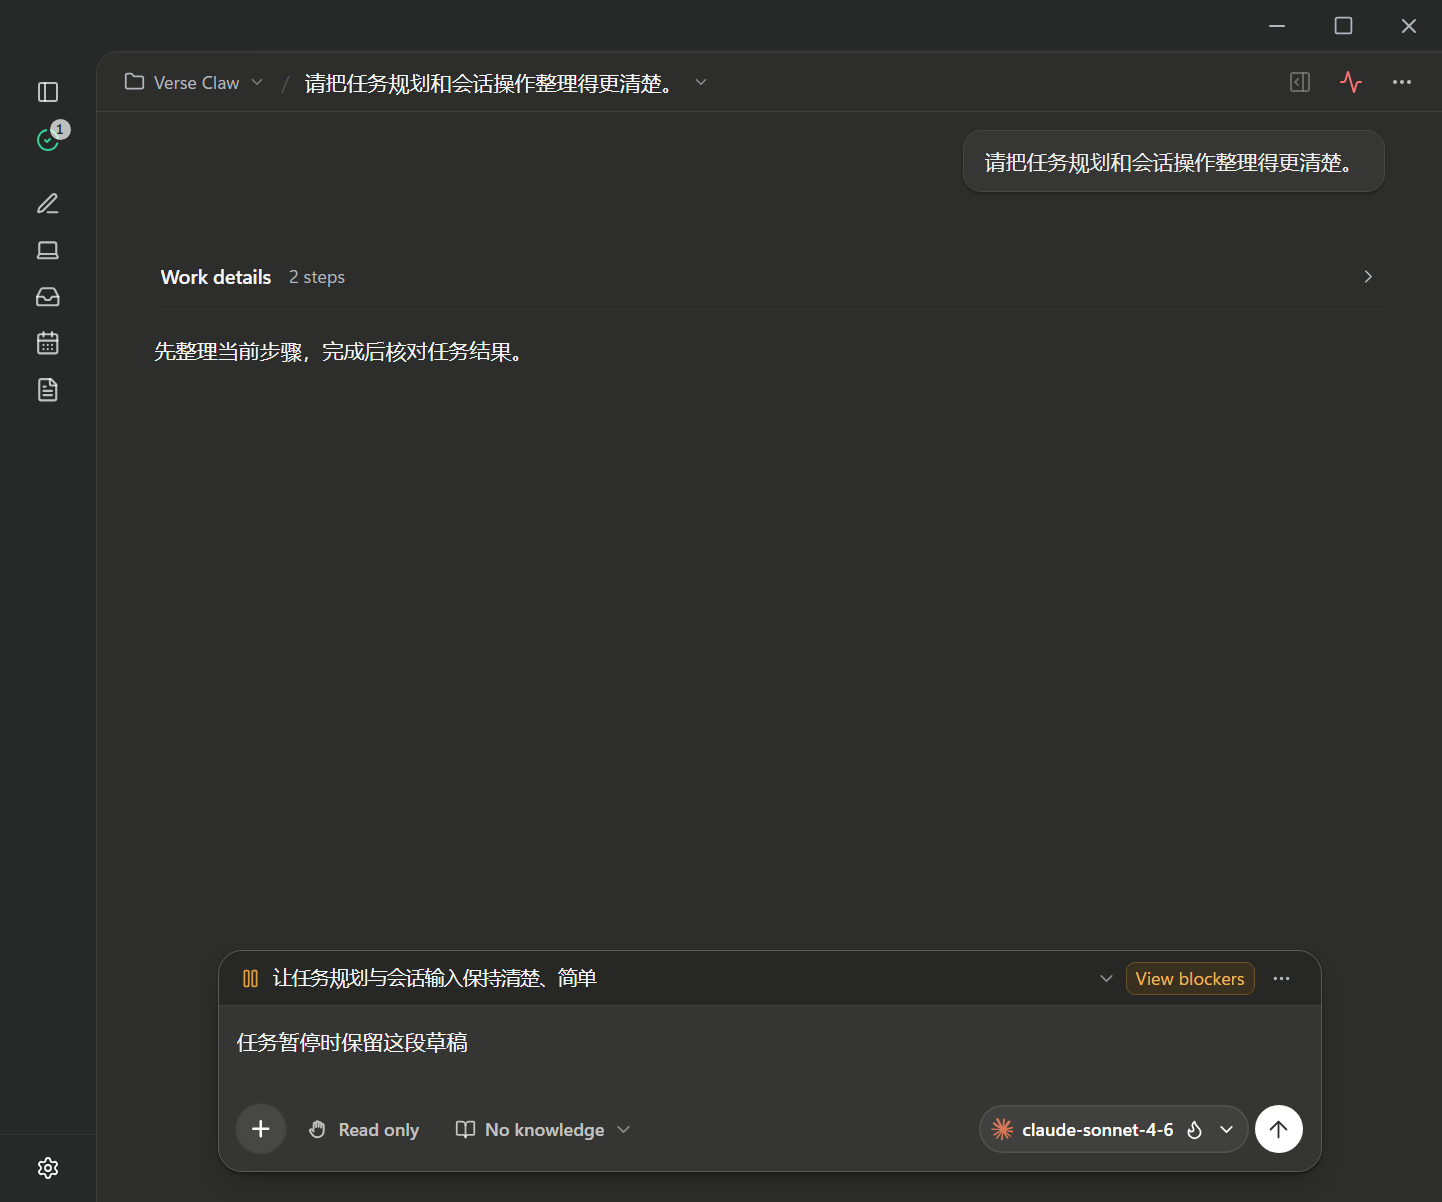 Verse Claw / 请把任务规划和会话操作整理得更清楚。
1
请把任务规划和会话操作整理得更清楚。
Work details 2 steps
先整理当前步骤，完成后核对任务结果。
让任务规划与会话输入保持清楚、简单 View blockers
任务暂停时保留这段草稿
Read only No knowledge claude-sonnet-4-6